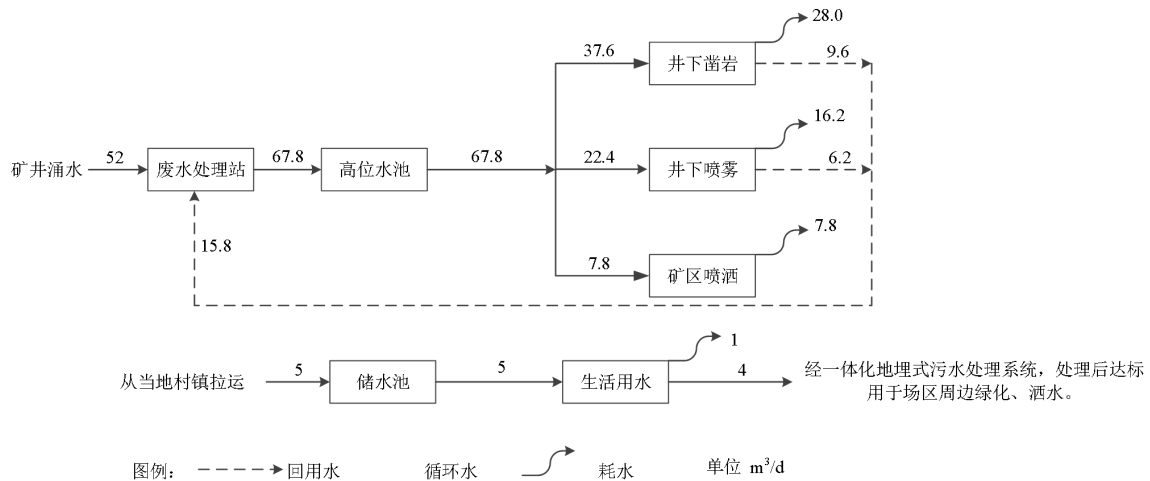 28.0
37.6
井下凿岩
9.6
16.2
矿井涌水
52
废水处理站
67.8
高位水池
67.8
22.4
井下喷雾
6.2
15.8
7.8
7.8
矿区喷洒
从当地村镇拉运
5
储水池
5
生活用水
1
4
经一体化地埋式污水处理系统，处理后达标
用于场区周边绿化、洒水。
图例：
回用水
循环水
耗水
单位 m³/d